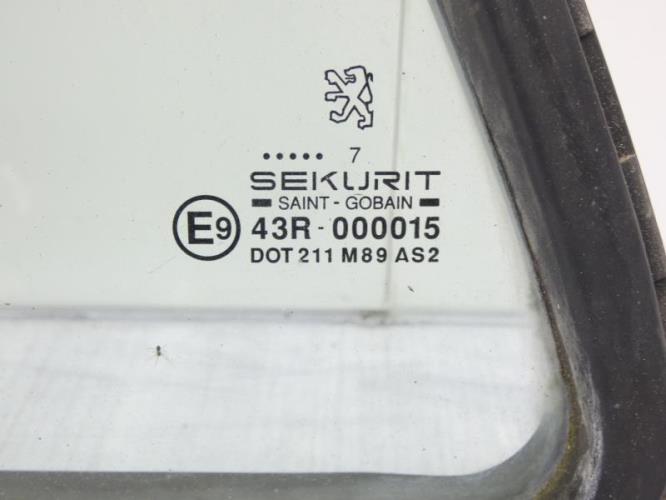 ..... 7
SEKURIT
SAINT - GOBAIN
E9 43R - 000015
DOT 211 M89 AS2